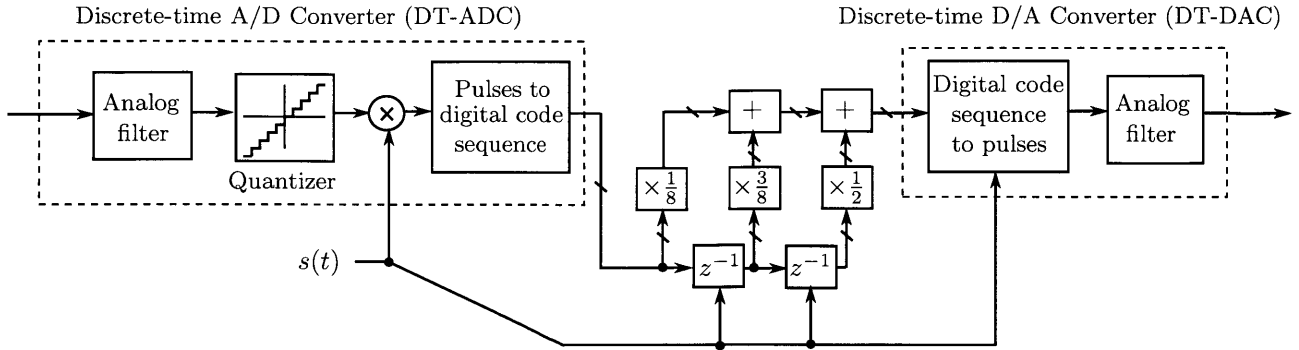 Discrete-time A/D Converter (DT-ADC)
Discrete-time D/A Converter (DT-DAC)
Analog
filter
Quantizer
×
Pulses to
digital code
sequence
+
+
Digital code
sequence
to pulses
Analog
filter
× 1/8
× 3/8
× 1/2
s(t)
z⁻¹
z⁻¹